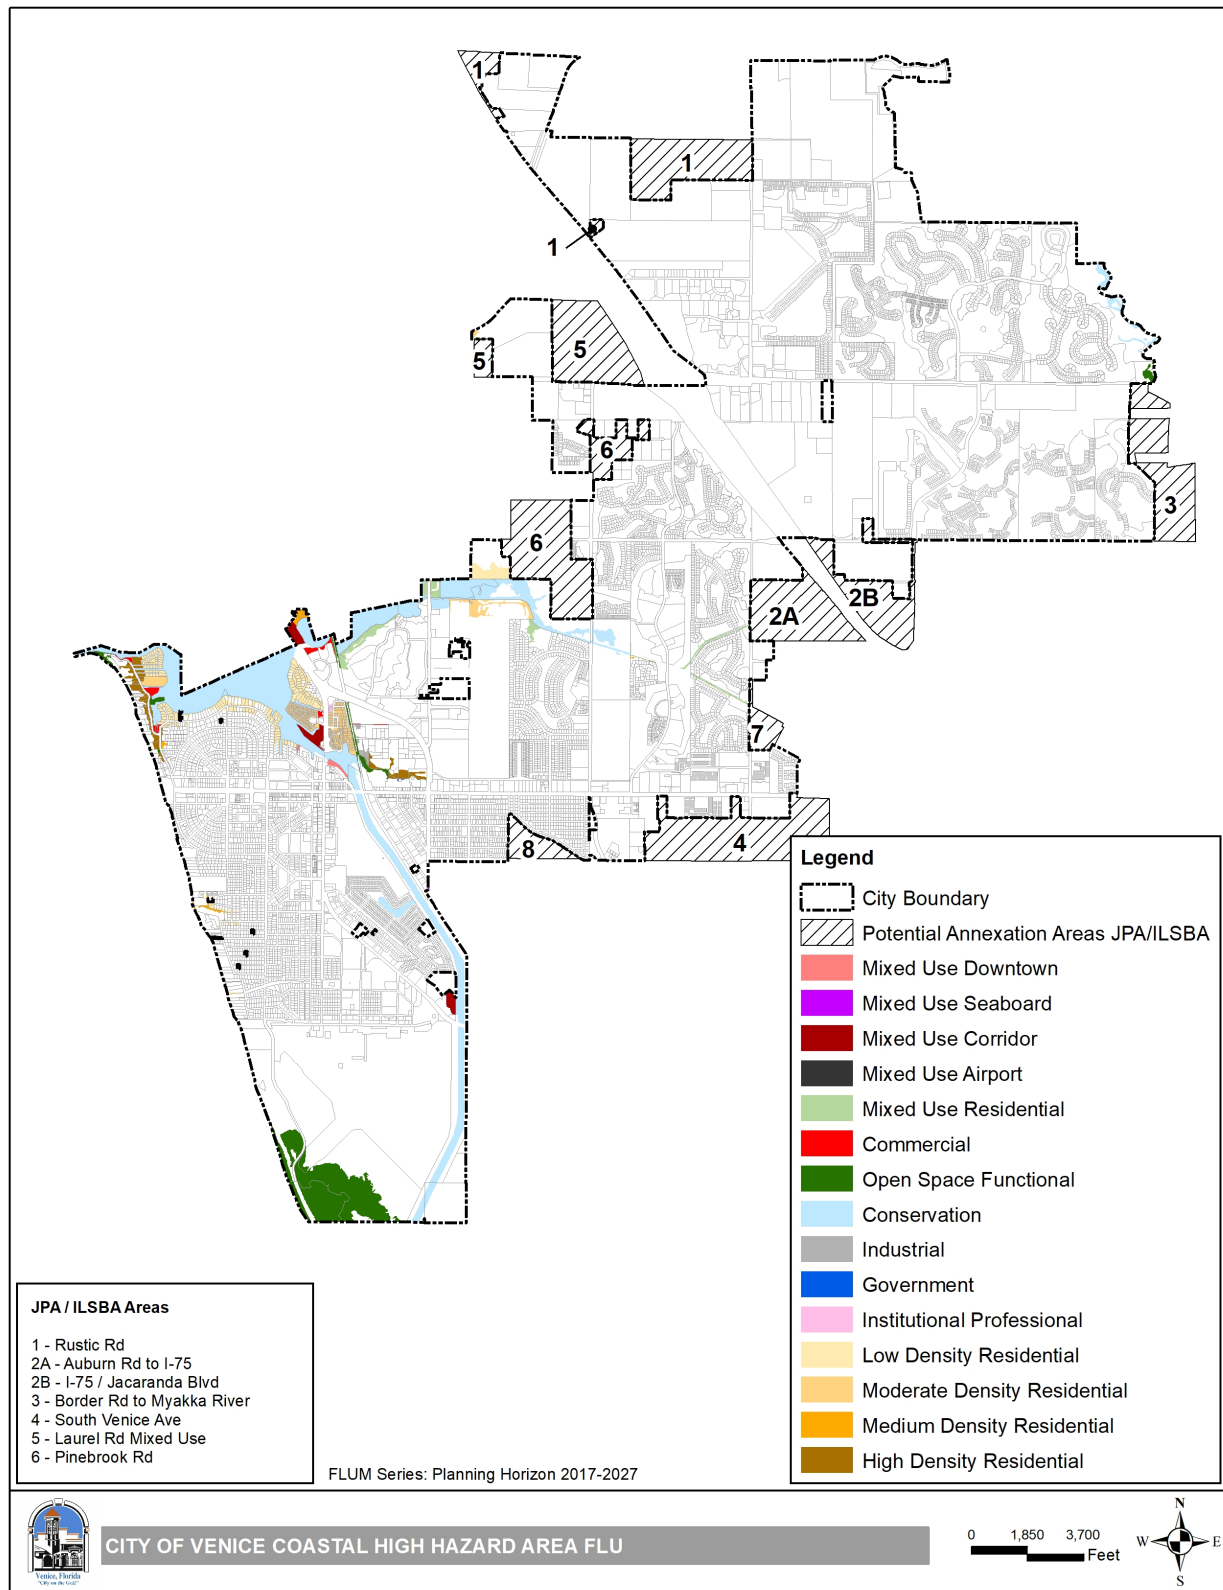 1
1
1
5
5
6
6
3
2A
2B
7
8
4
Legend
City Boundary
Potential Annexation Areas JPA/ILSBA
Mixed Use Downtown
Mixed Use Seaboard
Mixed Use Corridor
Mixed Use Airport
Mixed Use Residential
Commercial
Open Space Functional
Conservation
Industrial
Government
Institutional Professional
Low Density Residential
Moderate Density Residential
Medium Density Residential
High Density Residential
JPA / ILSBA Areas
1 - Rustic Rd
2A - Auburn Rd to I-75
2B - I-75 / Jacaranda Blvd
3 - Border Rd to Myakka River
4 - South Venice Ave
5 - Laurel Rd Mixed Use
6 - Pinebrook Rd
FLUM Series: Planning Horizon 2017-2027
Venice, Florida
"City on the Gulf"
CITY OF VENICE COASTAL HIGH HAZARD AREA FLU
0 1,850 3,700
Feet
N
W E
S